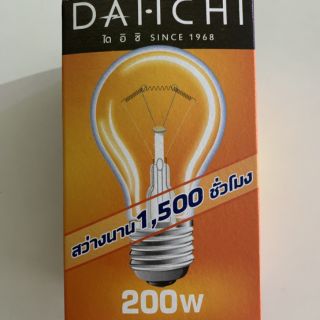 DAIICHI
ได อิ ชิ SINCE 1968
สว่างนาน 1,500 ชั่วโมง
200W